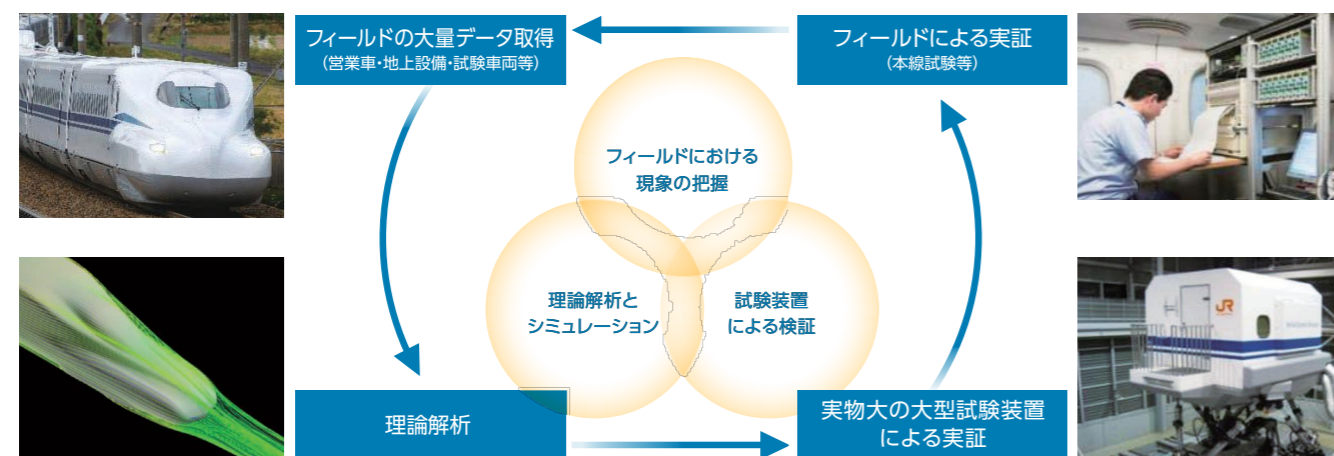 フィールドの大量データ取得
（営業車・地上設備・試験車両等）
フィールドによる実証
（本線試験等）
フィールドにおける
現象の把握
理論解析と
シミュレーション
試験装置
による検証
理論解析
実物大の大型試験装置
による実証
JR